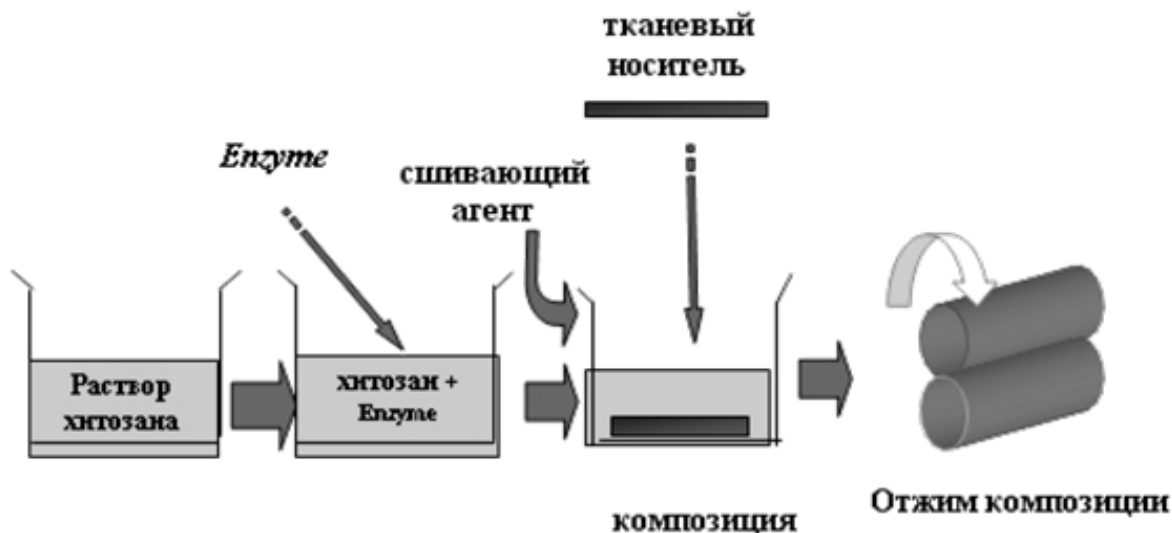 тканевый
носитель
Enzyme
сшивающий
агент
Раствор
хитозана
хитозан +
Enzyme
композиция
Отжим композиции